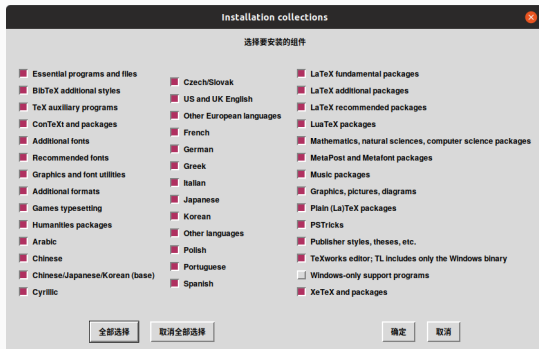 Installation collections
选择要安装的组件
Essential programs and files
BibTeX additional styles
TeX auxiliary programs
ConTeXt and packages
Additional fonts
Recommended fonts
Graphics and font utilities
Additional formats
Games typesetting
Humanities packages
Arabic
Chinese
Chinese/Japanese/Korean (base)
Cyrillic
Czech/Slovak
US and UK English
Other European languages
French
German
Greek
Italian
Japanese
Korean
Other languages
Polish
Portuguese
Spanish
LaTeX fundamental packages
LaTeX additional packages
LaTeX recommended packages
LuaTeX packages
Mathematics, natural sciences, computer science packages
MetaPost and Metafont packages
Music packages
Graphics, pictures, diagrams
Plain (La)TeX packages
PSTricks
Publisher styles, theses, etc.
TeXworks editor; TL includes only the Windows binary
Windows-only support programs
XeTeX and packages
全部选择
取消全部选择
确定
取消